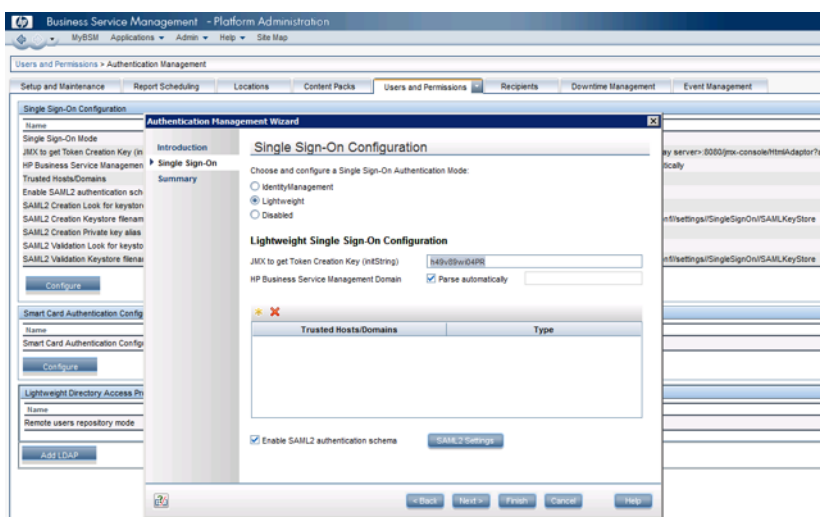 hp Business Service Management - Platform Administration
MyBSM Applications Admin Help Site Map
Users and Permissions > Authentication Management
Setup and Maintenance Report Scheduling Locations Content Packs Users and Permissions Recipients Downtime Management Event Management
Single Sign-On Configuration
Name
Single Sign-On Mode
JMX to get Token Creation Key (in
ay server>:8080/jmx-console/HtmlAdaptor?a
HP Business Service Managemen
tically
Trusted Hosts/Domains
Enable SAML2 authentication sch
SAML2 Creation Look for keystor
SAML2 Creation Keystore filenam
SAML2 Creation Private key alias
SAML2 Validation Look for keysto
SAML2 Validation Keystore filena
Configure
Smart Card Authentication Config
Name
Smart Card Authentication Config
Configure
Lightweight Directory Access Pr
Name
Remote users repository mode
Add LDAP
Authentication Management Wizard
Introduction
Single Sign-On
Summary
Single Sign-On Configuration
Choose and configure a Single Sign-On Authentication Mode:
IdentityManagement
Lightweight
Disabled
Lightweight Single Sign-On Configuration
JMX to get Token Creation Key (initString) h49v89wi04PR
HP Business Service Management Domain Parse automatically
Trusted Hosts/Domains Type
Enable SAML2 authentication schema SAML2 Settings
< Back Next > Finish Cancel Help